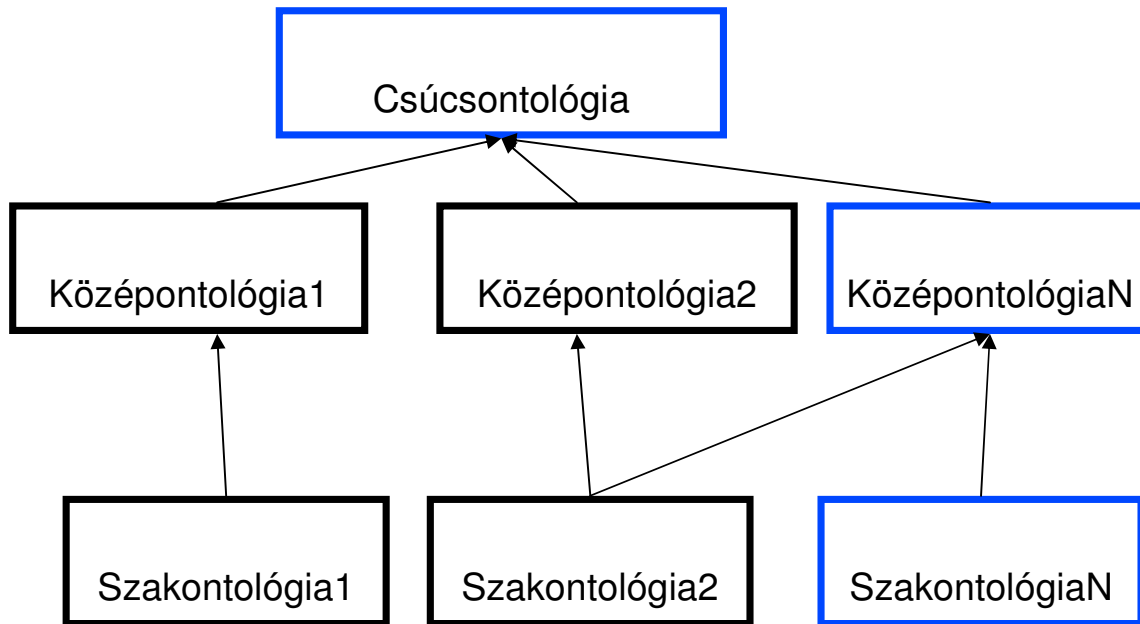 Csúcsontológia
Középontológia1
Középontológia2
KözépontológiaN
Szakontológia1
Szakontológia2
SzakontológiaN